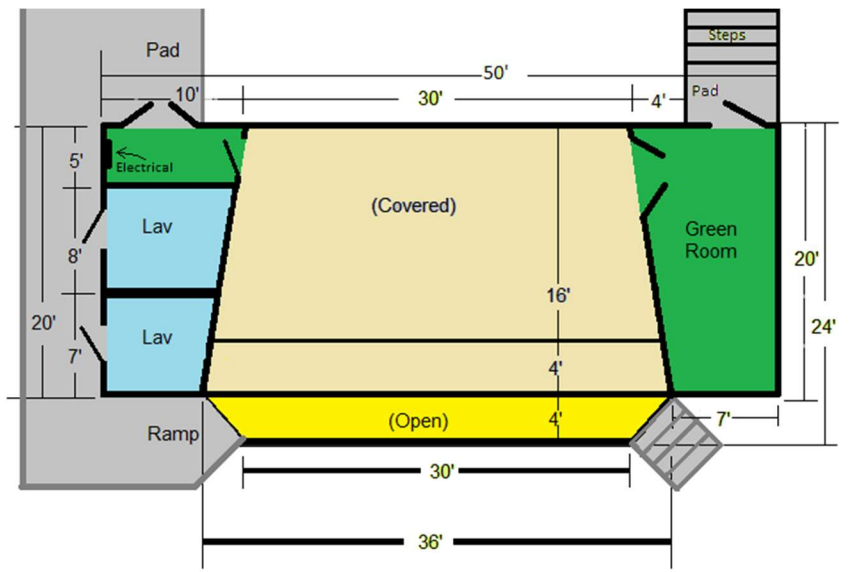 Pad
Steps
50'
10'
30'
4'
Pad
5'
Electrical
(Covered)
Lav
Green
Room
8'
20'
16'
20'
24'
Lav
7'
4'
Ramp
(Open)
4'
7'
30'
36'